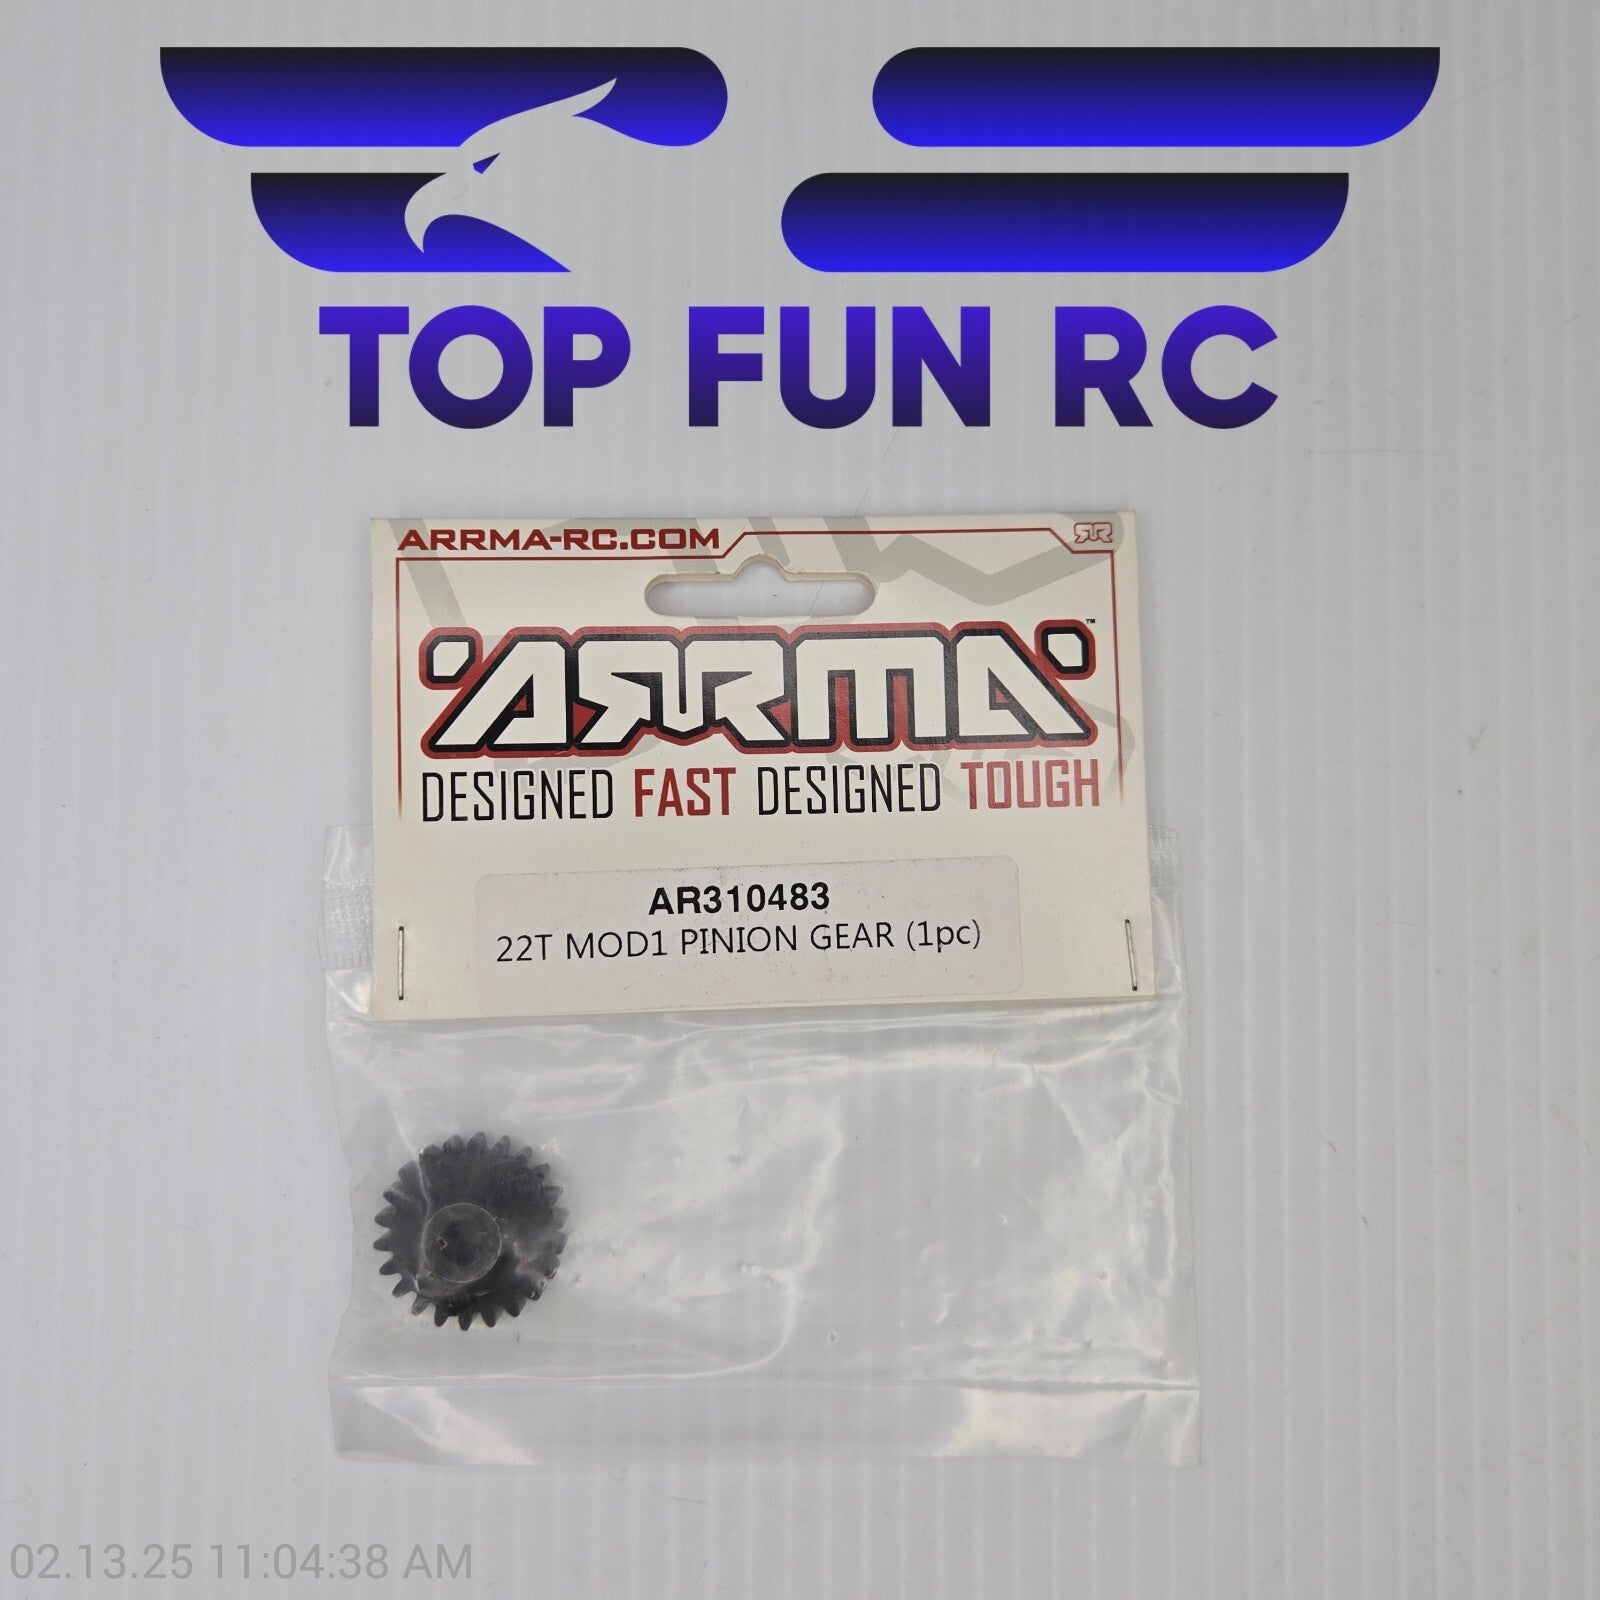 TOP FUN RC
ARRMA-RC.COM
ARRMA™
DESIGNED FAST DESIGNED TOUGH
AR310483
22T MOD1 PINION GEAR (1pc)
02.13.25 11:04:38 AM